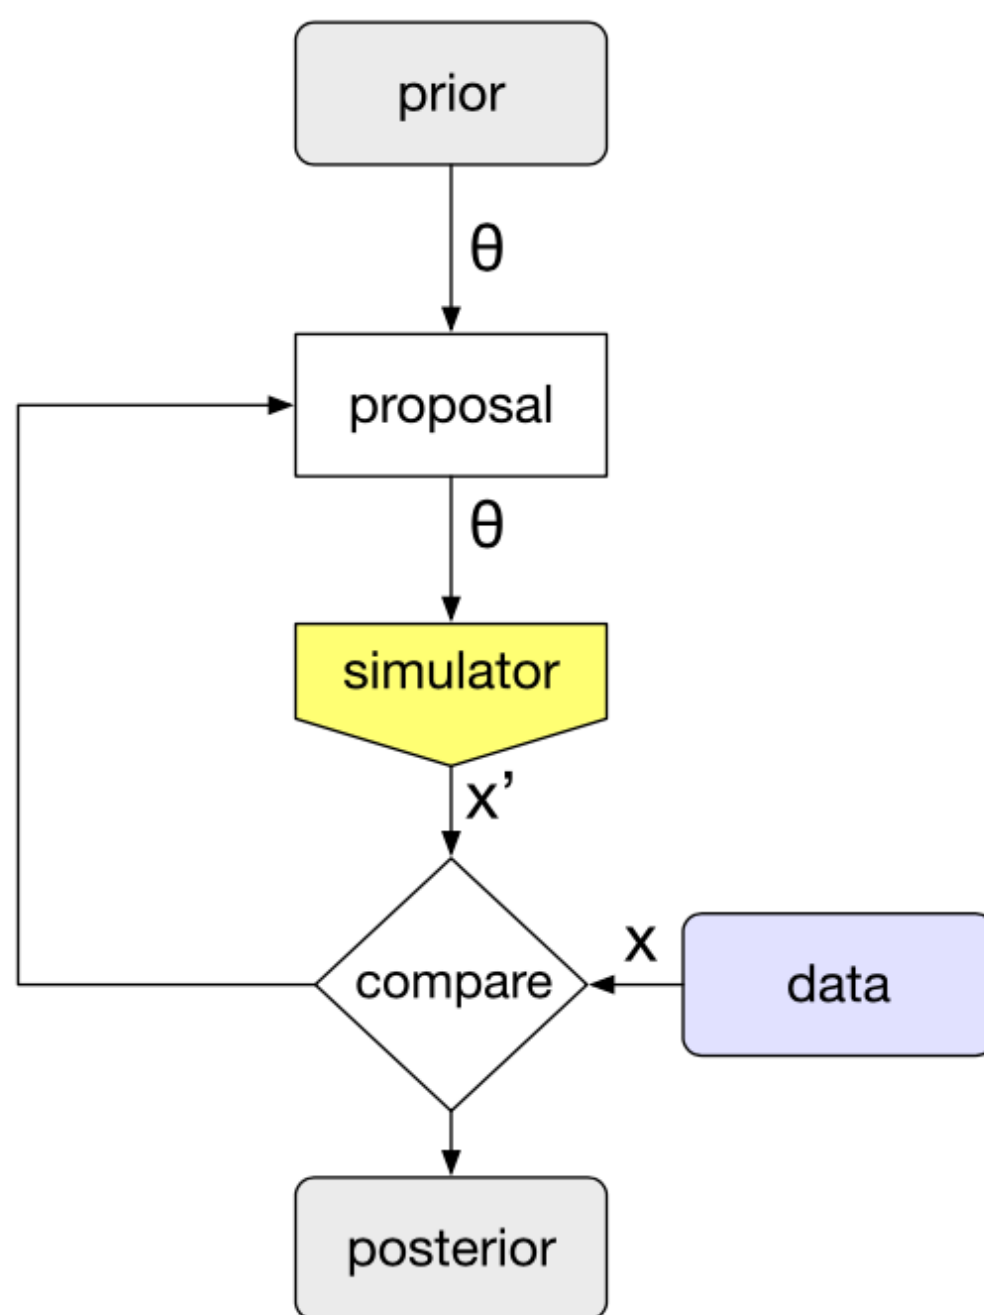 prior
θ
proposal
θ
simulator
x’
compare
x
data
posterior